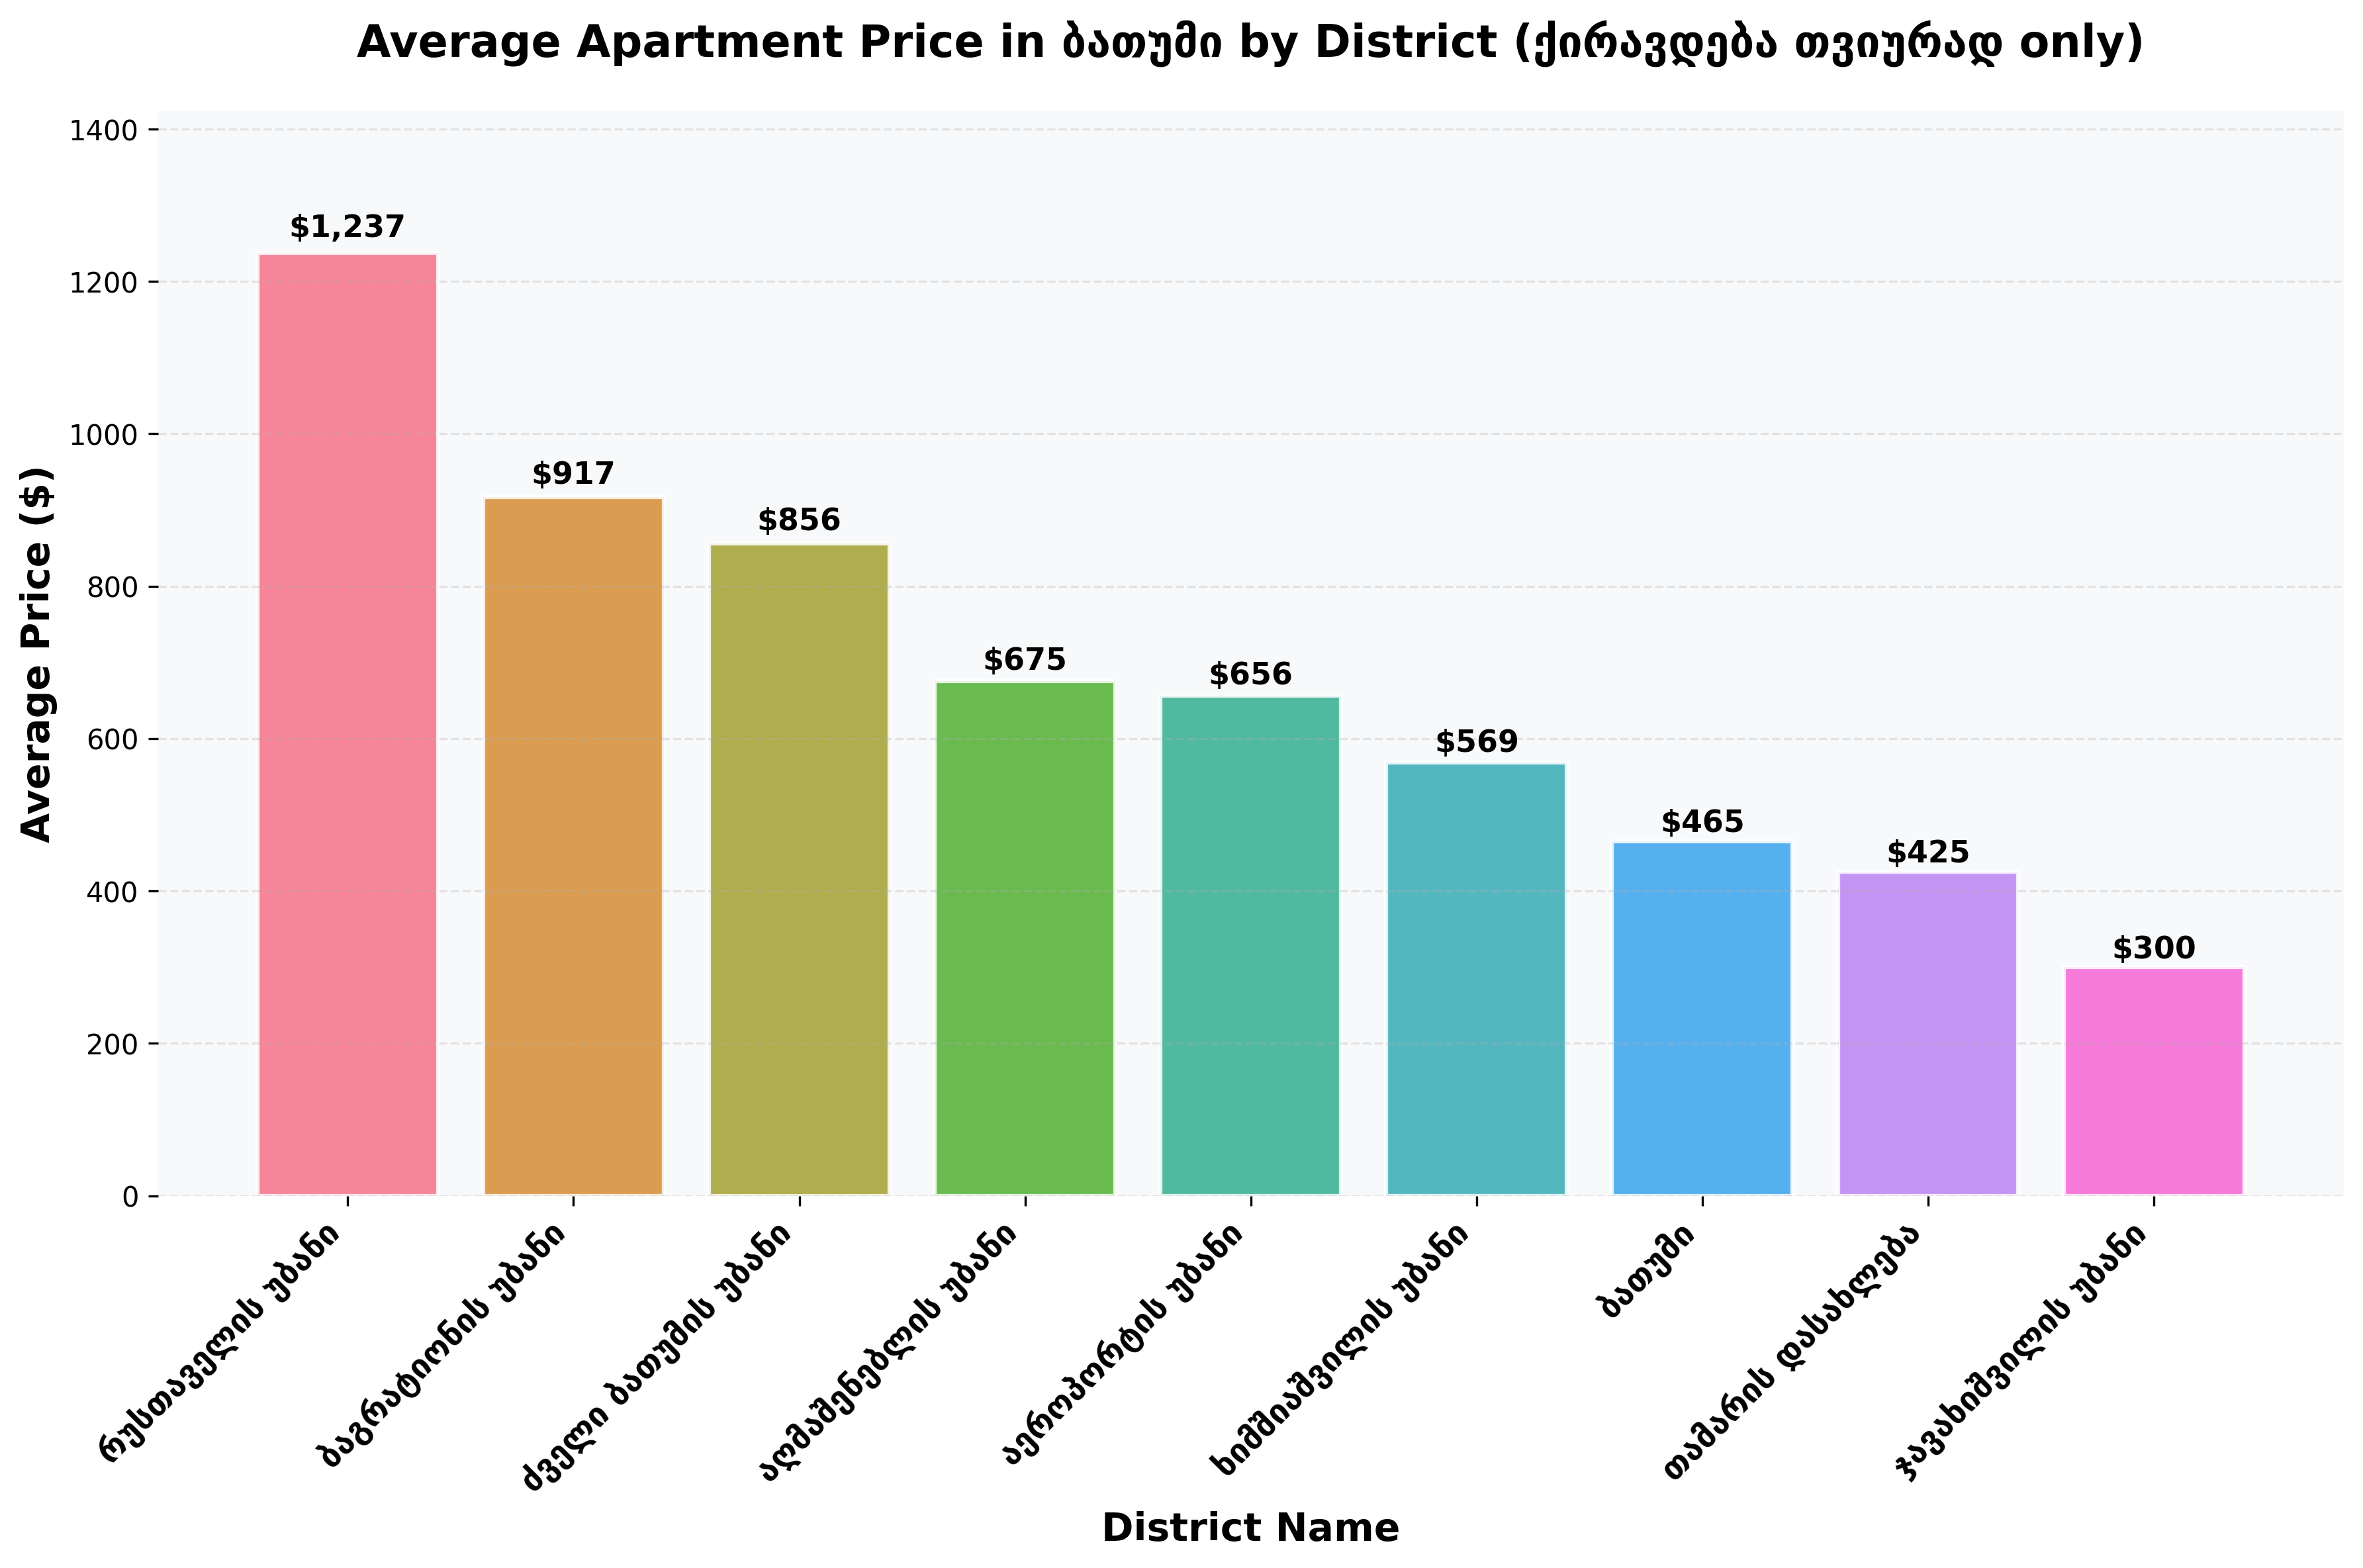 Average Apartment Price in ბათუმი by District (ქირავდება თვიურად only)
Average Price ($)
1400
1200
1000
800
600
400
200
0
$1,237
$917
$856
$675
$656
$569
$465
$425
$300
რუსთაველის უბანი
ბაგრატიონის უბანი
ძველი ბათუმის უბანი
აღმაშენებლის უბანი
აეროპორტის უბანი
ხიმშიაშვილის უბანი
ბათუმი
თამარის დასახლება
ჯავახიშვილის უბანი
District Name